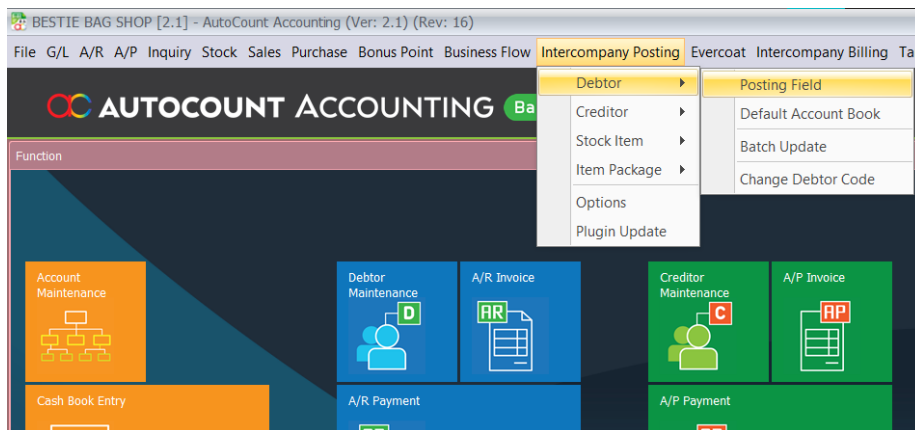 BESTIE BAG SHOP [2.1] - AutoCount Accounting (Ver: 2.1) (Rev: 16)
File G/L A/R A/P Inquiry Stock Sales Purchase Bonus Point Business Flow Intercompany Posting Evercoat Intercompany Billing Ta
AUTOCOUNT ACCOUNTING Ba
Debtor
Creditor
Stock Item
Item Package
Options
Plugin Update
Posting Field
Default Account Book
Batch Update
Change Debtor Code
Function
Account
Maintenance
Debtor
Maintenance
D
A/R Invoice
AR
Creditor
Maintenance
C
A/P Invoice
AP
Cash Book Entry
A/R Payment
A/P Payment